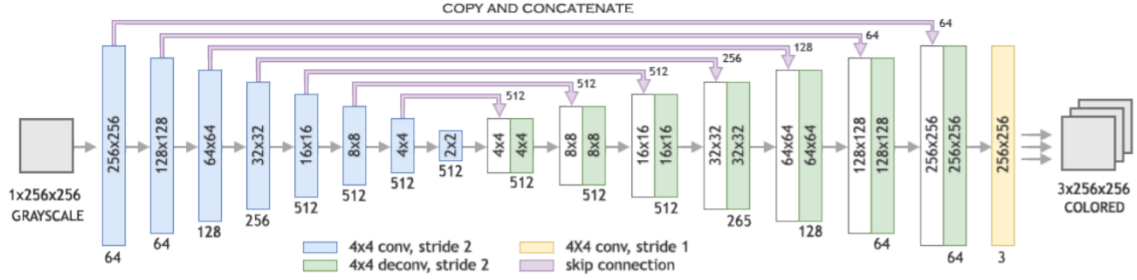 COPY AND CONCATENATE
64
64
128
256
512
512
512
256x256
128x128
64x64
32x32
16x16
8x8
4x4
2x2
4x4
4x4
8x8
8x8
16x16
16x16
32x32
32x32
64x64
64x64
128x128
128x128
256x256
256x256
256x256
1x256x256
GRAYSCALE
64
64
128
256
512
512
512
512
512
512
512
265
128
64
64
3
3x256x256
COLORED
4x4 conv, stride 2
4x4 deconv, stride 2
4X4 conv, stride 1
skip connection